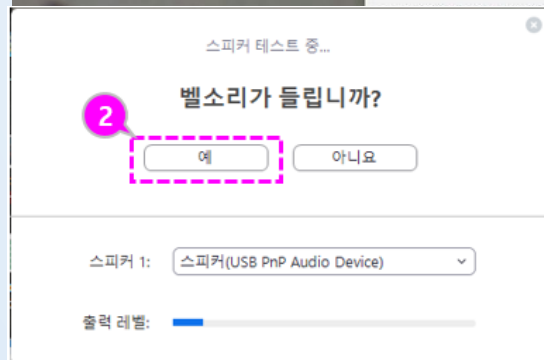 스피커 테스트 중...
벨소리가 들립니까?
2
예 아니요
스피커 1: 스피커(USB PnP Audio Device)
출력 레벨: